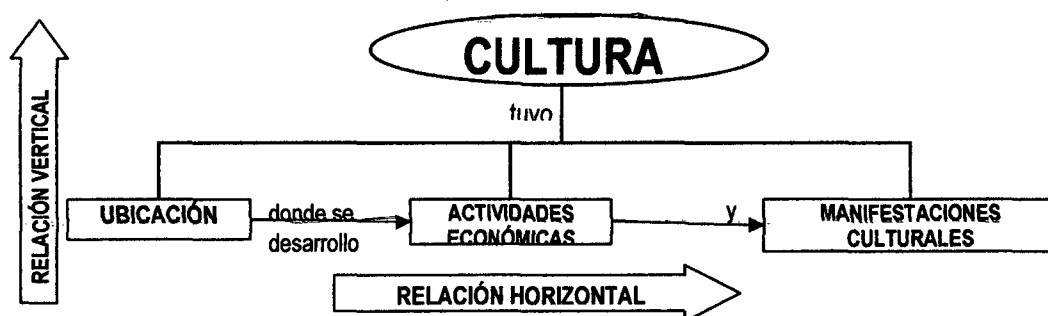 CULTURA
tuvo
RELACIÓN VERTICAL
UBICACIÓN
donde se
desarrollo
ACTIVIDADES
ECONÓMICAS
y
MANIFESTACIONES
CULTURALES
RELACIÓN HORIZONTAL